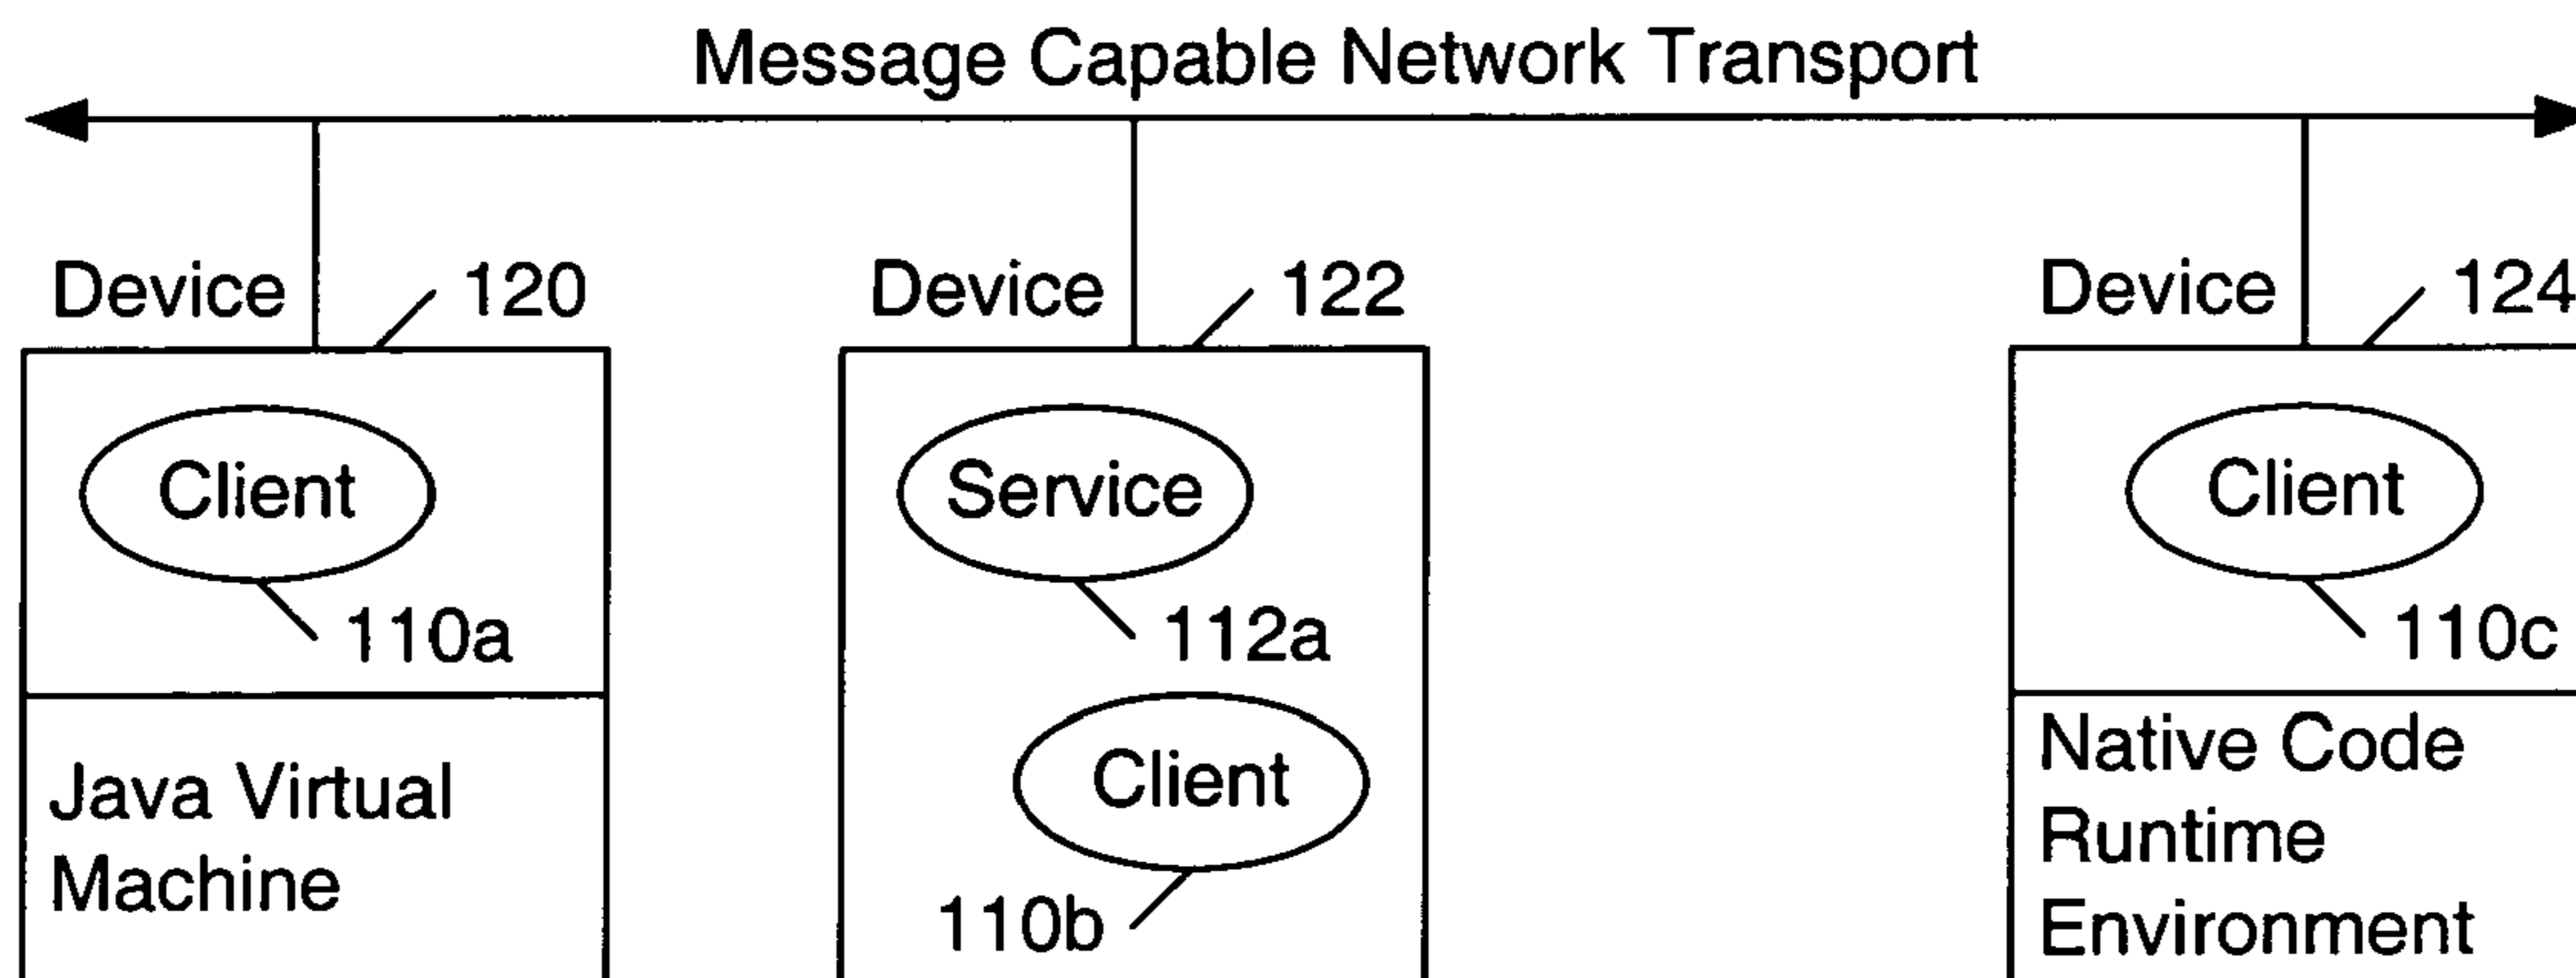 Message Capable Network Transport
Device
120
Device
122
Device
124
Client
110a
Service
112a
Client
110c
Java Virtual
Machine
Client
110b
Native Code
Runtime
Environment